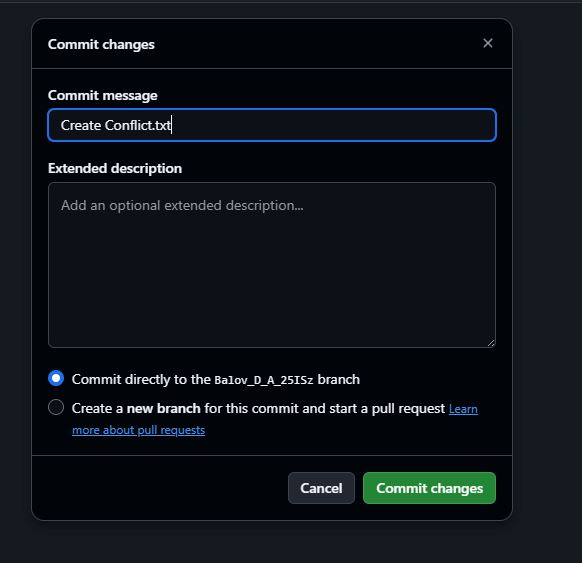 Commit changes
Commit message
Create Conflict.txt
Extended description
Add an optional extended description...
Commit directly to the Balov_D_A_25ISz branch
Create a new branch for this commit and start a pull request Learn
more about pull requests
Cancel
Commit changes